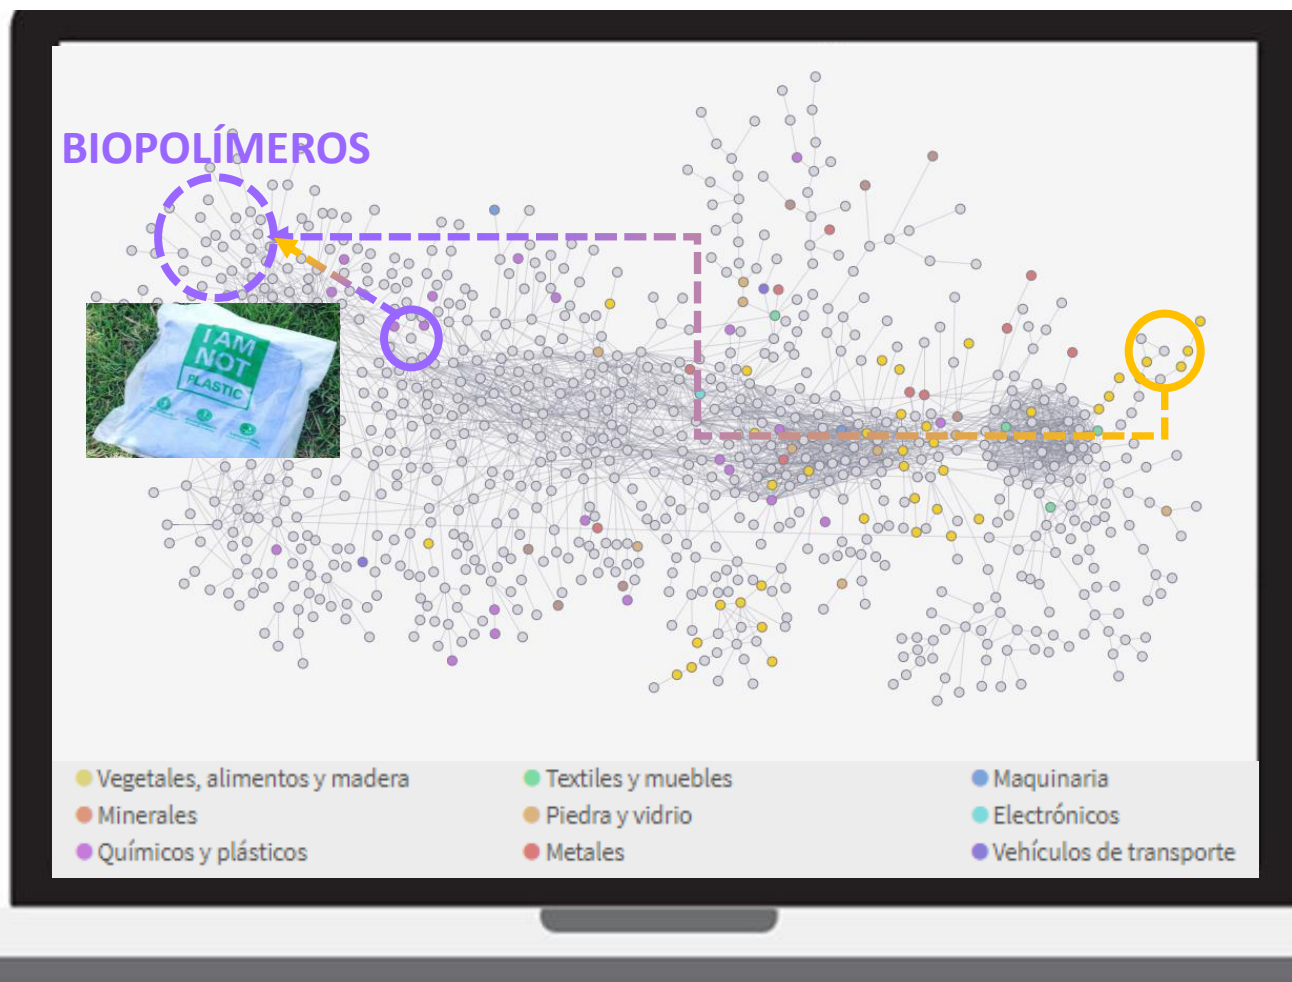 BIOPOLÍMEROS
I AM
NOT
PLASTIC
Vegetales, alimentos y madera
Minerales
Químicos y plásticos
Textiles y muebles
Piedra y vidrio
Metales
Maquinaria
Electrónicos
Vehículos de transporte